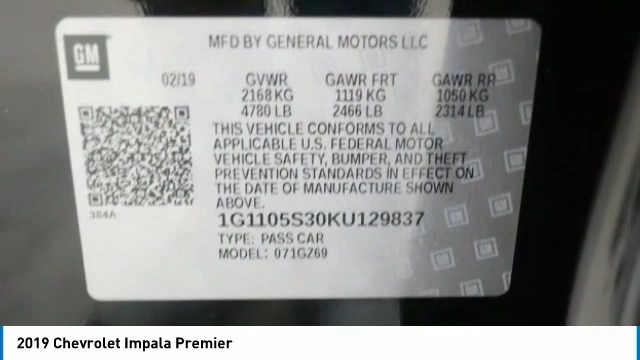 GM
MFD BY GENERAL MOTORS LLC
02/19 GVWR GAWR FRT GAWR RR
2168 KG 1119 KG 1050 KG
4780 LB 2466 LB 2314 LB
THIS VEHICLE CONFORMS TO ALL
APPLICABLE U.S. FEDERAL MOTOR
VEHICLE SAFETY, BUMPER, AND THEFT
PREVENTION STANDARDS IN EFFECT ON
THE DATE OF MANUFACTURE SHOWN
ABOVE.
384A
1G1105S30KU129837
TYPE: PASS CAR
MODEL: 071GZ69
2019 Chevrolet Impala Premier